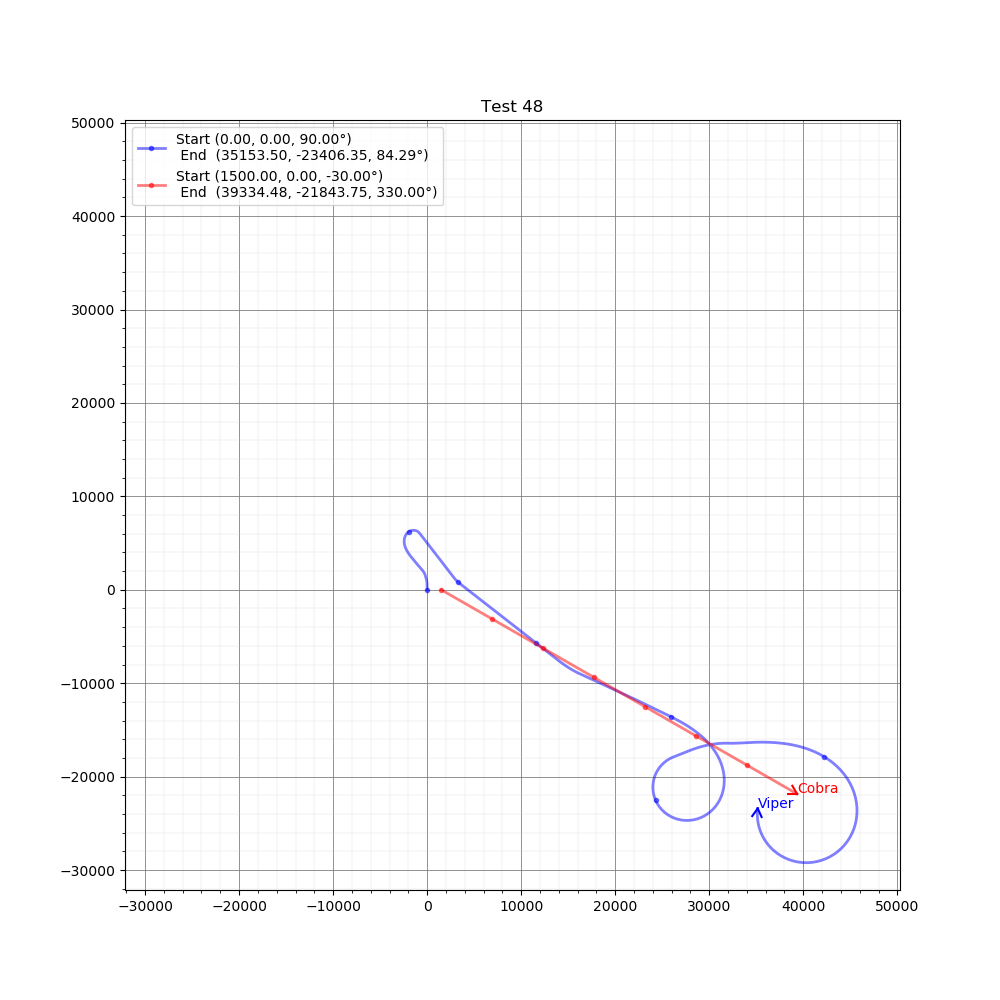 Test 48
Start (0.00, 0.00, 90.00°)
End (35153.50, -23406.35, 84.29°)
Start (1500.00, 0.00, -30.00°)
End (39334.48, -21843.75, 330.00°)
50000
40000
30000
20000
10000
0
−10000
−20000
−30000
Cobra
Viper
−30000 −20000 −10000 0 10000 20000 30000 40000 50000